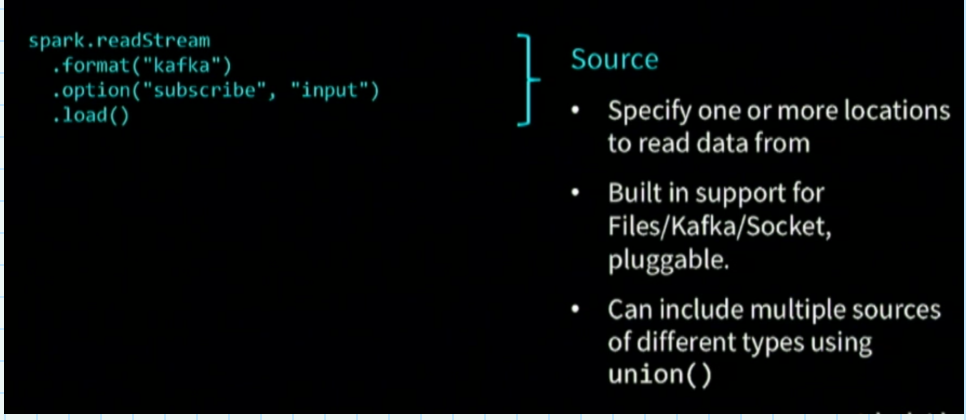 spark.readStream
.format("kafka")
.option("subscribe", "input")
.load()
Source
• Specify one or more locations
to read data from
• Built in support for
Files/Kafka/Socket,
pluggable.
• Can include multiple sources
of different types using
union()